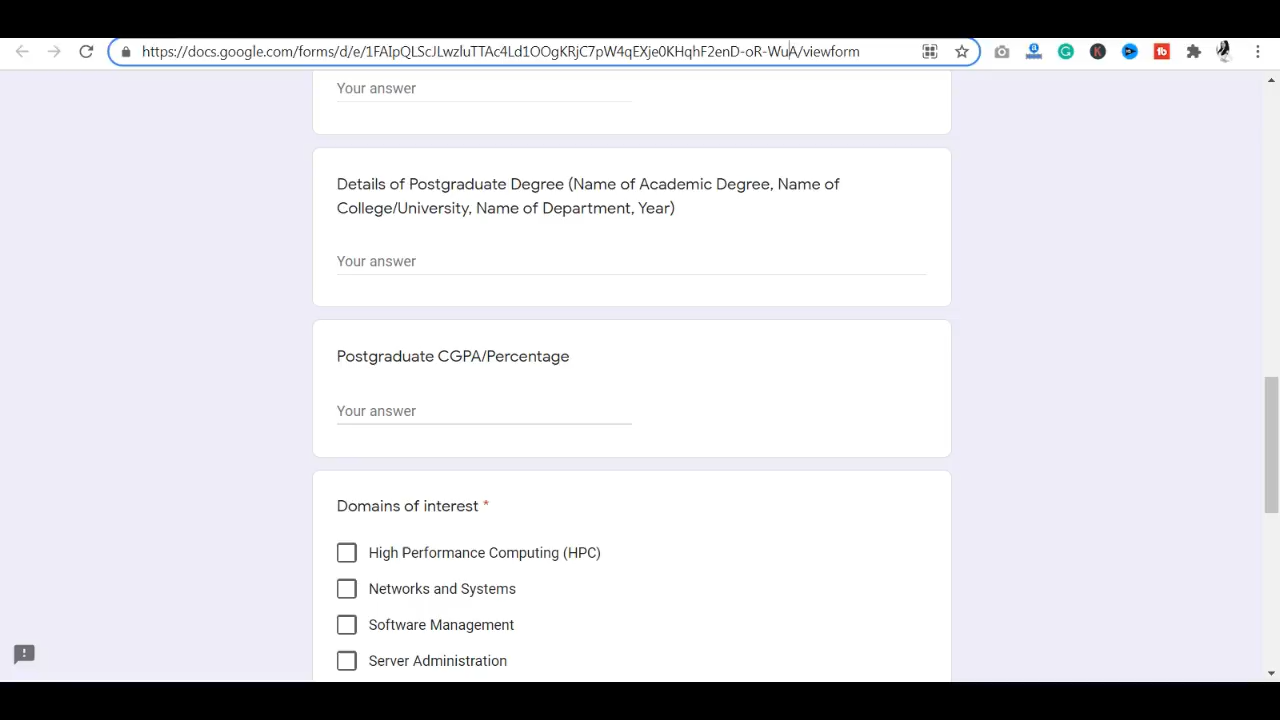 https://docs.google.com/forms/d/e/1FAIpQLScJLwzluTTAc4Ld1OOgKRjC7pW4qEXje0KHqhF2enD-oR-WuA/viewform
Your answer
Details of Postgraduate Degree (Name of Academic Degree, Name of
College/University, Name of Department, Year)
Your answer
Postgraduate CGPA/Percentage
Your answer
Domains of interest *
High Performance Computing (HPC)
Networks and Systems
Software Management
Server Administration